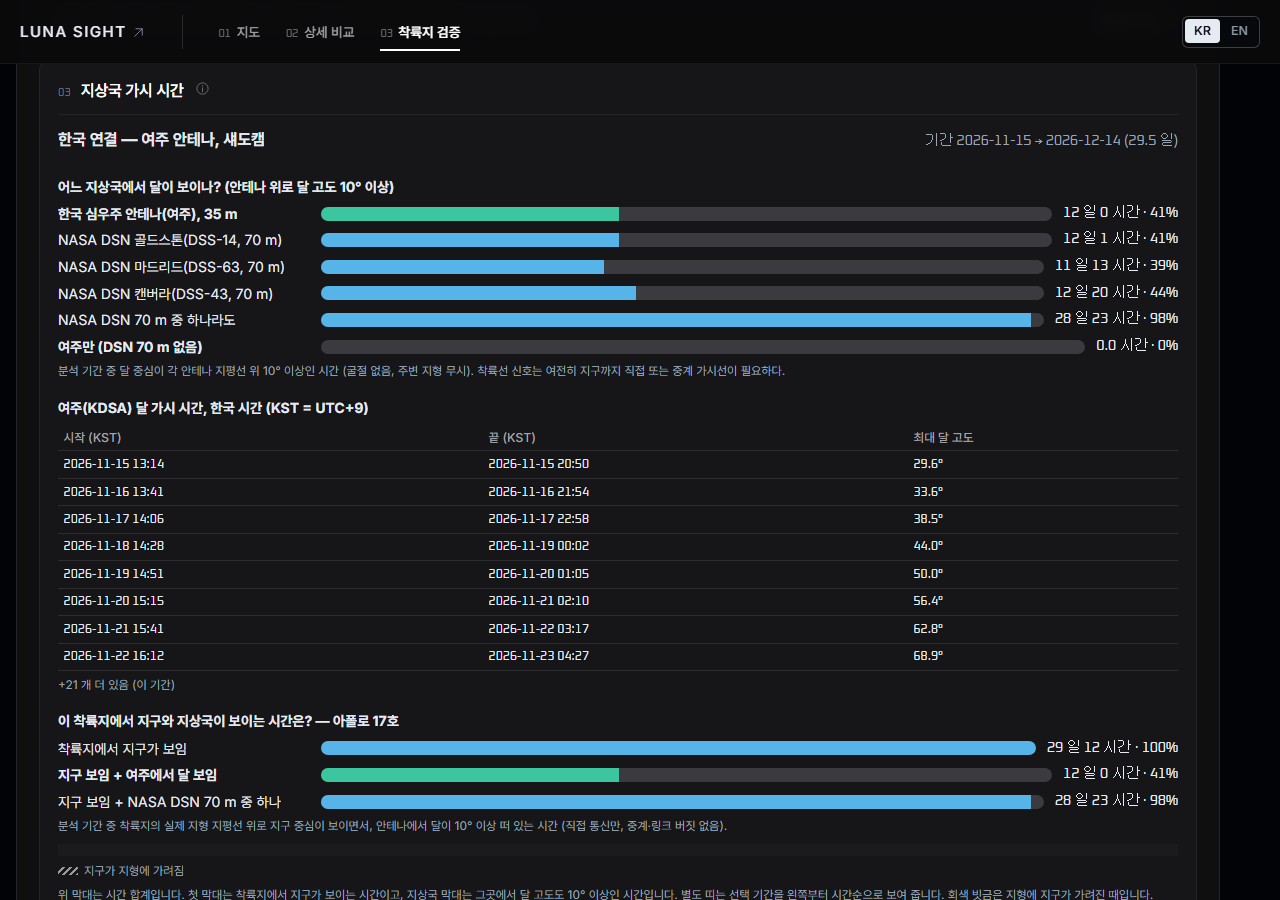 LUNA SIGHT ↗ 01 지도 02 상세 비교 03 착륙지 검증 KR EN
03 지상국 가시 시간 ⓘ
한국 연결 — 여주 안테나, 섀도캠 기간 2026-11-15 → 2026-12-14 (29.5 일)
어느 지상국에서 달이 보이나? (안테나 위로 달 고도 10° 이상)
한국 심우주 안테나(여주), 35 m 12 일 0 시간 · 41%
NASA DSN 골드스톤(DSS-14, 70 m) 12 일 1 시간 · 41%
NASA DSN 마드리드(DSS-63, 70 m) 11 일 13 시간 · 39%
NASA DSN 캔버라(DSS-43, 70 m) 12 일 20 시간 · 44%
NASA DSN 70 m 중 하나라도 28 일 23 시간 · 98%
여주만 (DSN 70 m 없음) 0.0 시간 · 0%
분석 기간 중 달 중심이 각 안테나 지평선 위 10° 이상인 시간 (굴절 없음, 주변 지형 무시). 착륙선 신호는 여전히 지구까지 직접 또는 중계 가시선이 필요하다.
여주(KDSA) 달 가시 시간, 한국 시간 (KST = UTC+9)
시작 (KST) 끝 (KST) 최대 달 고도
2026-11-15 13:14 2026-11-15 20:50 29.6°
2026-11-16 13:41 2026-11-16 21:54 33.6°
2026-11-17 14:06 2026-11-17 22:58 38.5°
2026-11-18 14:28 2026-11-19 00:02 44.0°
2026-11-19 14:51 2026-11-20 01:05 50.0°
2026-11-20 15:15 2026-11-21 02:10 56.4°
2026-11-21 15:41 2026-11-22 03:17 62.8°
2026-11-22 16:12 2026-11-23 04:27 68.9°
+21 개 더 있음 (이 기간)
이 착륙지에서 지구와 지상국이 보이는 시간은? — 아폴로 17호
착륙지에서 지구가 보임 29 일 12 시간 · 100%
지구 보임 + 여주에서 달 보임 12 일 0 시간 · 41%
지구 보임 + NASA DSN 70 m 중 하나 28 일 23 시간 · 98%
분석 기간 중 착륙지의 실제 지형 지평선 위로 지구 중심이 보이면서, 안테나에서 달이 10° 이상 떠 있는 시간 (직접 통신만, 중계·링크 버짓 없음).
지구가 지형에 가려짐
위 막대는 시간 합계입니다. 첫 막대는 착륙지에서 지구가 보이는 시간이고, 지상국 막대는 그곳에서 달 고도도 10° 이상인 시간입니다. 별도 띠는 선택 기간을 왼쪽부터 시간순으로 보여 줍니다. 회색 빗금은 지형에 지구가 가려진 때입니다.